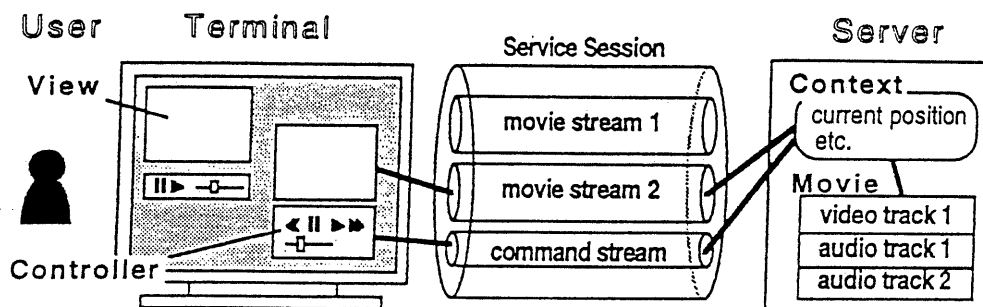 User
Terminal
Service Session
Server
View
Context
current position
etc.
movie stream 1
movie stream 2
Movie
video track 1
command stream
audio track 1
Controller
audio track 2